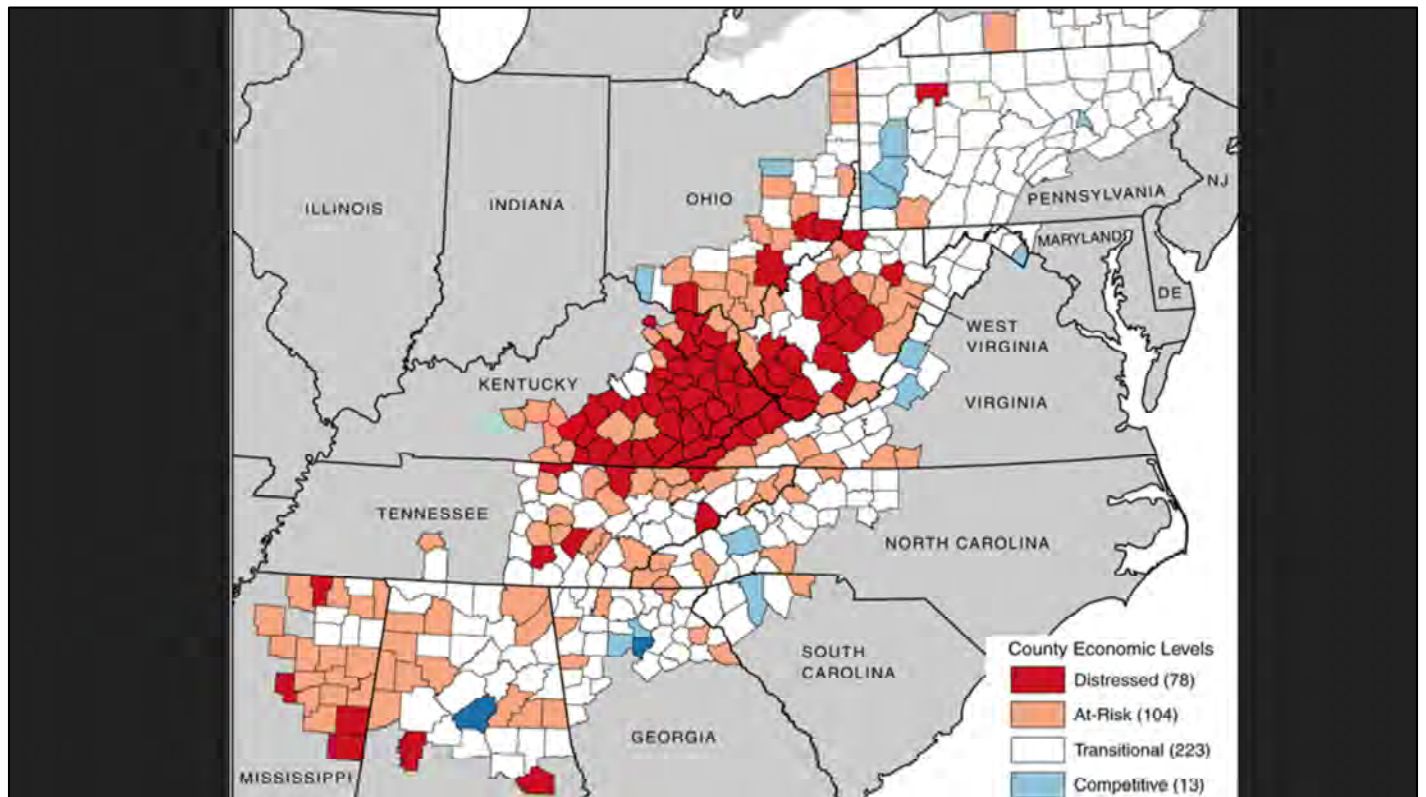 ILLINOIS
INDIANA
OHIO
PENNSYLVANIA
NJ
MARYLAND
DE
WEST
VIRGINIA
KENTUCKY
VIRGINIA
TENNESSEE
NORTH CAROLINA
SOUTH
CAROLINA
GEORGIA
MISSISSIPPI
County Economic Levels
Distressed (78)
At-Risk (104)
Transitional (223)
Competitive (13)